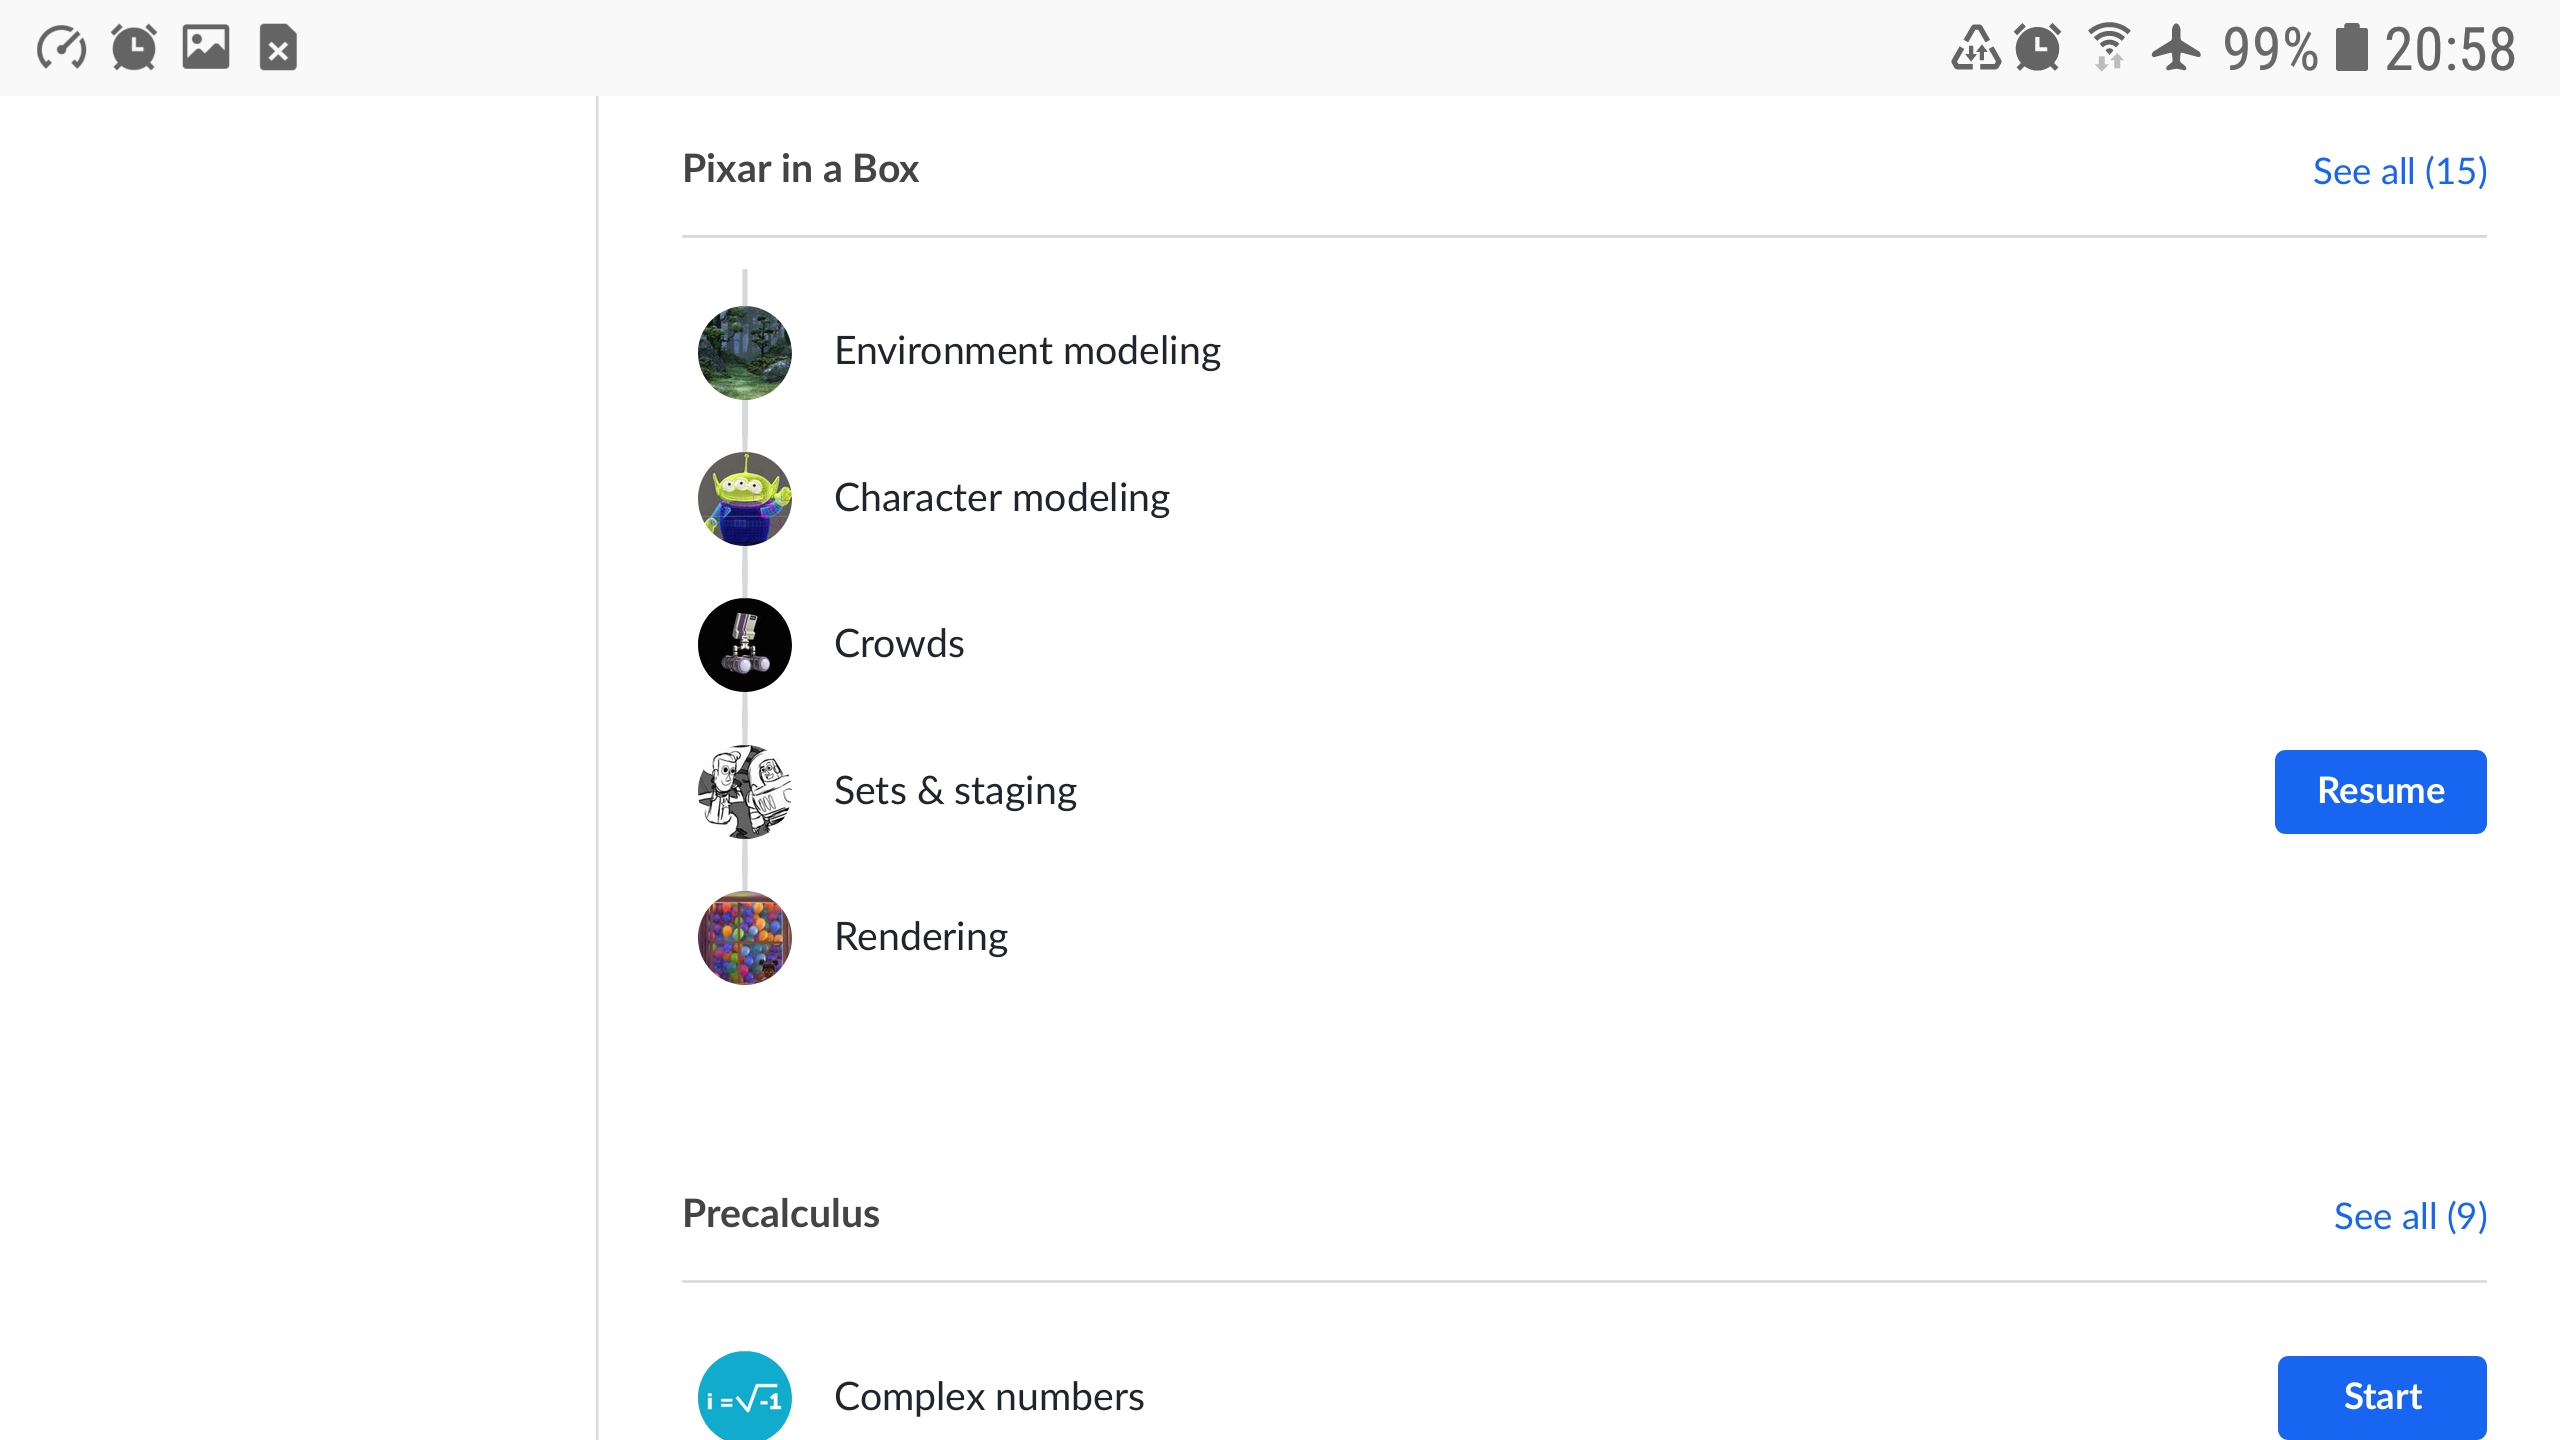 99% 20:58
Pixar in a Box See all (15)
Environment modeling
Character modeling
Crowds
Sets & staging Resume
Rendering
Precalculus See all (9)
i = √-1 Complex numbers Start